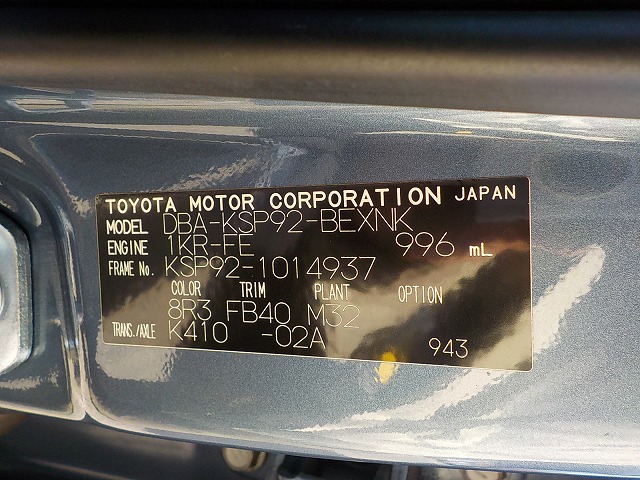 TOYOTA MOTOR CORPORATION JAPAN
MODEL DBA-KSP92-BEXNK
ENGINE 1KR-FE 996 mL
FRAME No. KSP92-1014937
COLOR TRIM PLANT OPTION
8R3 FB40 M32
TRANS./AXLE K410 -02A
943